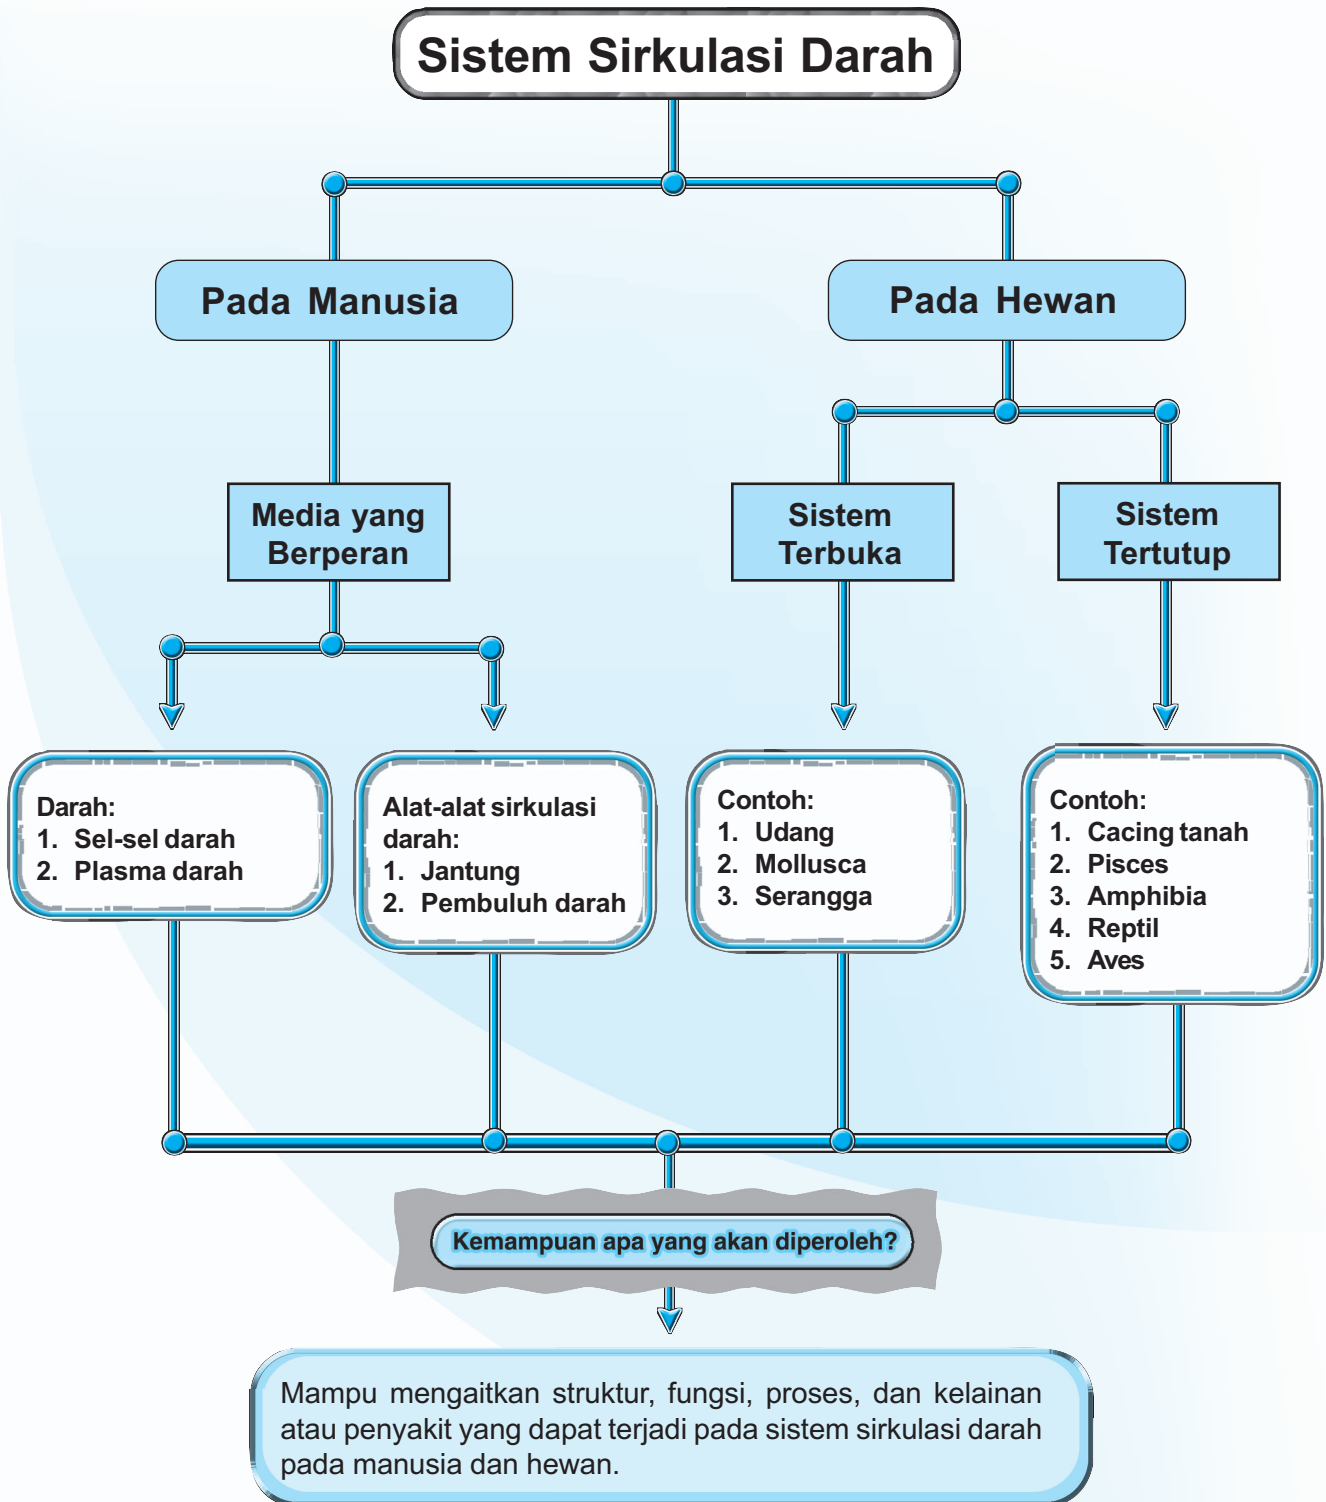 Sistem Sirkulasi Darah
Pada Manusia
Pada Hewan
Media yang
Berperan
Sistem
Terbuka
Sistem
Tertutup
Darah:
1. Sel-sel darah
2. Plasma darah
Alat-alat sirkulasi
darah:
1. Jantung
2. Pembuluh darah
Contoh:
1. Udang
2. Mollusca
3. Serangga
Contoh:
1. Cacing tanah
2. Pisces
3. Amphibia
4. Reptil
5. Aves
Kemampuan apa yang akan diperoleh?
Mampu mengaitkan struktur, fungsi, proses, dan kelainan
atau penyakit yang dapat terjadi pada sistem sirkulasi darah
pada manusia dan hewan.